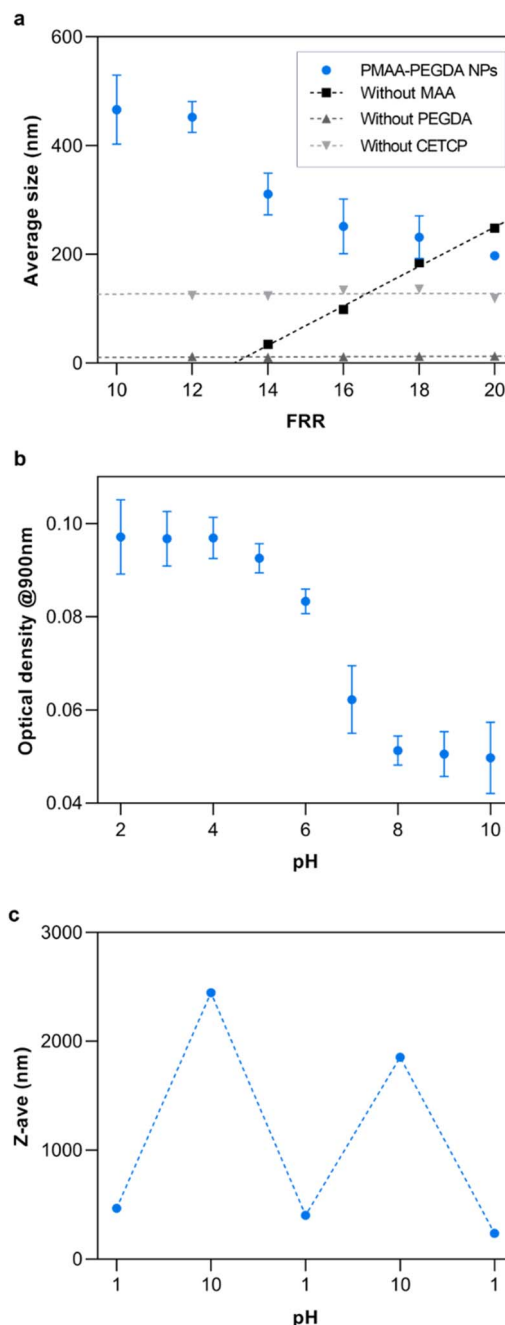 a
600
400
200
0
Average size (nm)
PMAA-PEGDA NPs
Without MAA
Without PEGDA
Without CETCP
10 12 14 16 18 20
FRR
b
0.10
0.08
0.06
0.04
Optical density @900nm
2 4 6 8 10
pH
c
3000
2000
1000
0
Z-ave (nm)
1 10 1 10 1
pH